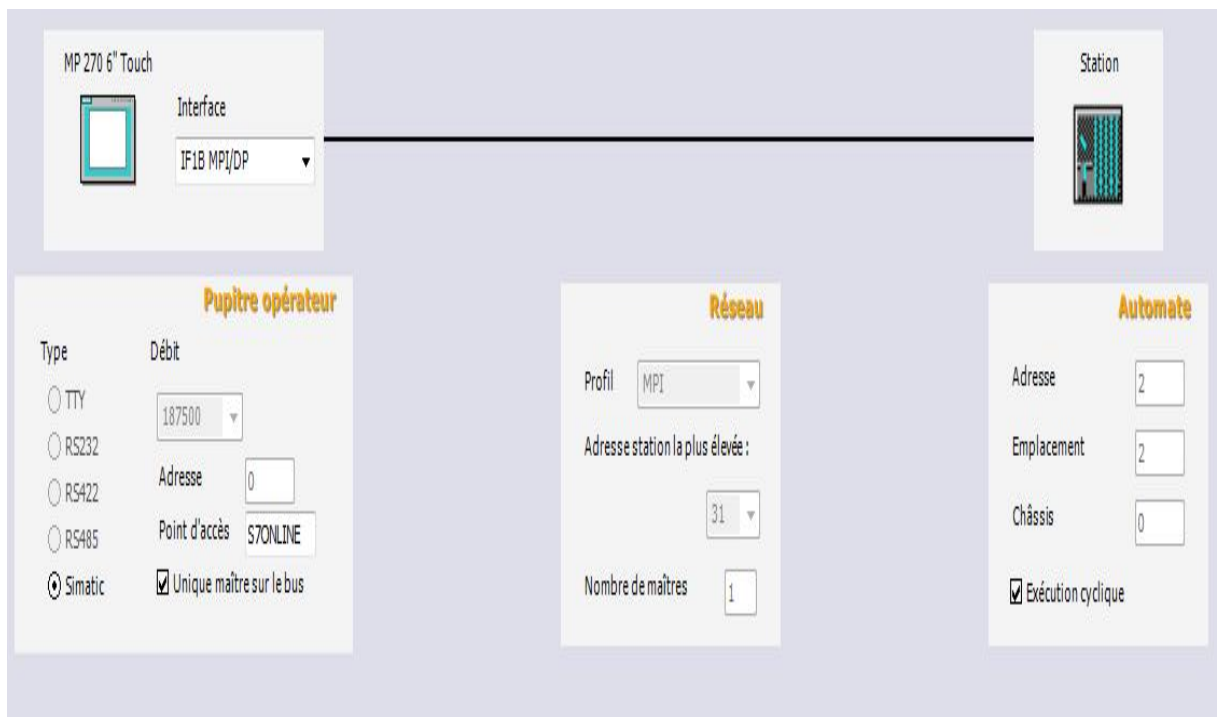 MP 270 6" Touch
Interface
IF1B MPI/DP
Station
Pupitre opérateur
Type
Débit
TTY
187500
RS232
Adresse
0
RS422
Point d'accès
S7ONLINE
RS485
Simatic
Unique maître sur le bus
Réseau
Profil
MPI
Adresse station la plus élevée :
31
Nombre de maîtres
1
Automate
Adresse
2
Emplacement
2
Châssis
0
Exécution cyclique